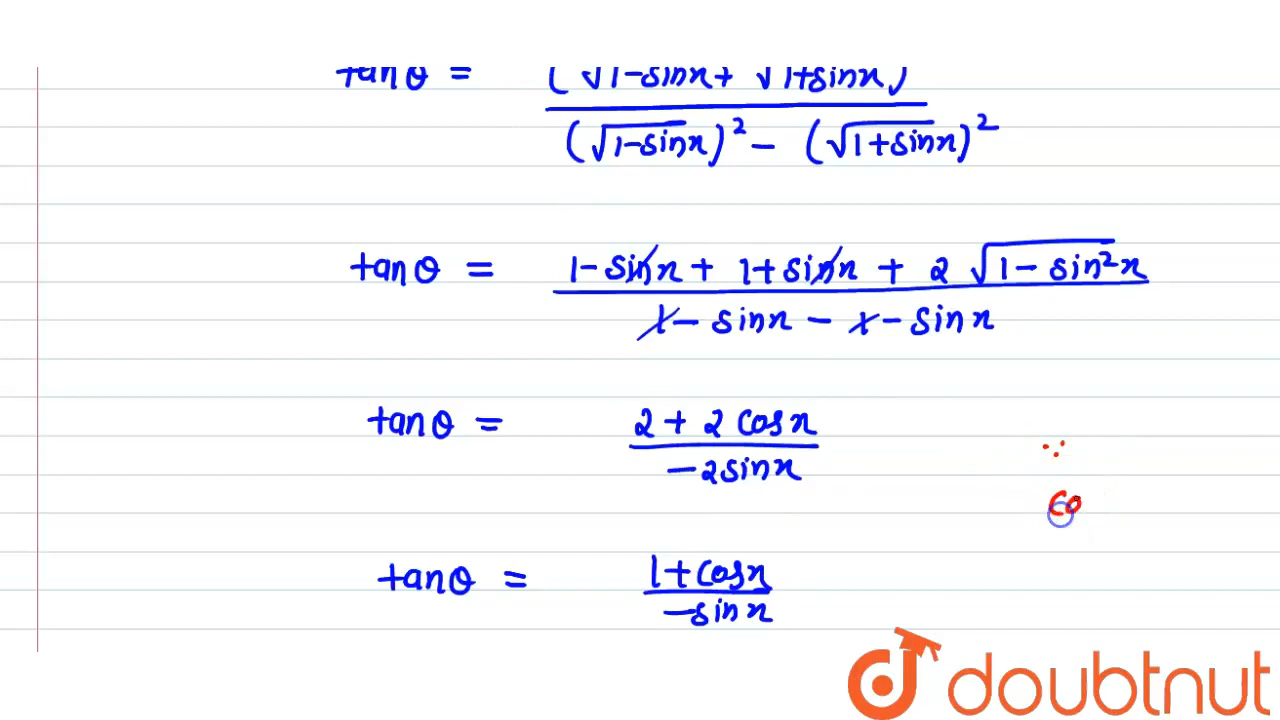 tanθ = (√1-sinx + √1+sinx)
(√1-sinx)² - (√1+sinx)²
tanθ = 1-sinx + 1+sinx + 2 √1-sin²x
1 - sinx - 1 - sinx
tanθ = 2 + 2 cosx
-2sinx
∵
co
tanθ = 1+cosx
-sinx
doubtnut